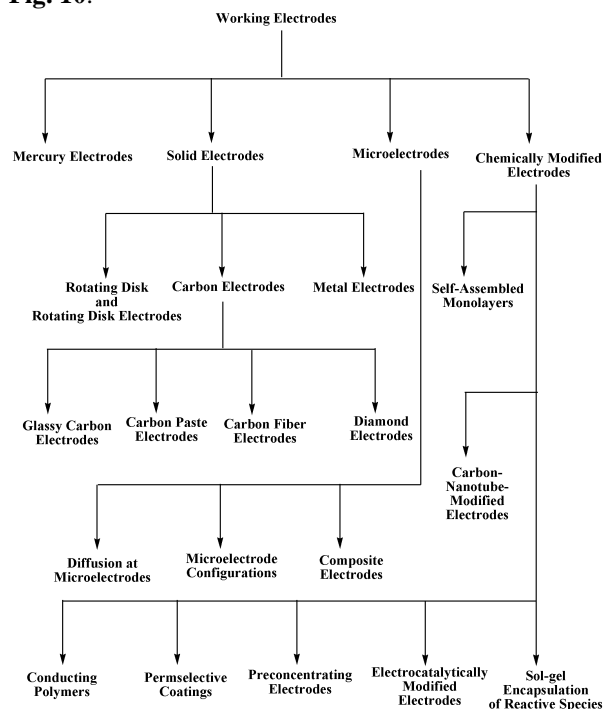 Fig. 10:
Working Electrodes
Mercury Electrodes
Solid Electrodes
Microelectrodes
Chemically Modified
Electrodes
Rotating Disk
and
Rotating Disk Electrodes
Carbon Electrodes
Metal Electrodes
Self-Assembled
Monolayers
Glassy Carbon
Electrodes
Carbon Paste
Electrodes
Carbon Fiber
Electrodes
Diamond
Electrodes
Carbon-
Nanotube-
Modified
Electrodes
Diffusion at
Microelectrodes
Microelectrode
Configurations
Composite
Electrodes
Conducting
Polymers
Permselective
Coatings
Preconcentrating
Electrodes
Electrocatalytically
Modified
Electrodes
Sol-gel
Encapsulation
of Reactive Species